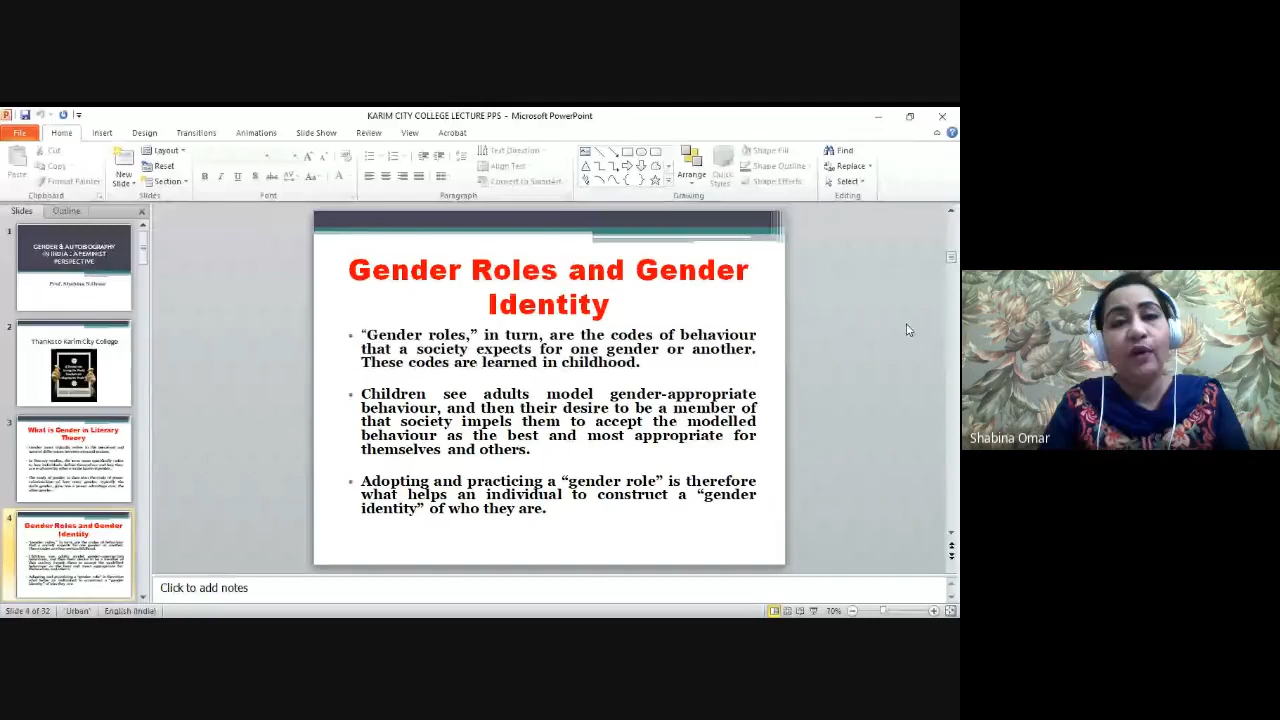 KARIM CITY COLLEGE LECTURE PPS - Microsoft PowerPoint
File Home Insert Design Transitions Animations Slide Show Review View Acrobat
Cut
Copy
Format Painter
Paste
Clipboard
New
Slide
Layout
Reset
Section
Slides
B I U S abc AV Aa A
Font
Text Direction
Align Text
Convert to SmartArt
Paragraph
Arrange
Quick
Styles
Shape Fill
Shape Outline
Shape Effects
Drawing
Find
Replace
Select
Editing
Slides Outline
1
GENDER & AUTOBIOGRAPHY
IN INDIA : A FEMINIST
PERSPECTIVE
2
Thanks to Karim City College
3
What is Gender in Literary
Theory
4
Gender Roles and Gender
Identity
Gender Roles and Gender
Identity
“Gender roles,” in turn, are the codes of behaviour
that a society expects for one gender or another.
These codes are learned in childhood.
Children see adults model gender-appropriate
behaviour, and then their desire to be a member of
that society impels them to accept the modelled
behaviour as the best and most appropriate for
themselves and others.
Adopting and practicing a “gender role” is therefore
what helps an individual to construct a “gender
identity” of who they are.
Click to add notes
Slide 4 of 32 "Urban" English (India) 70%
Shabina Omar